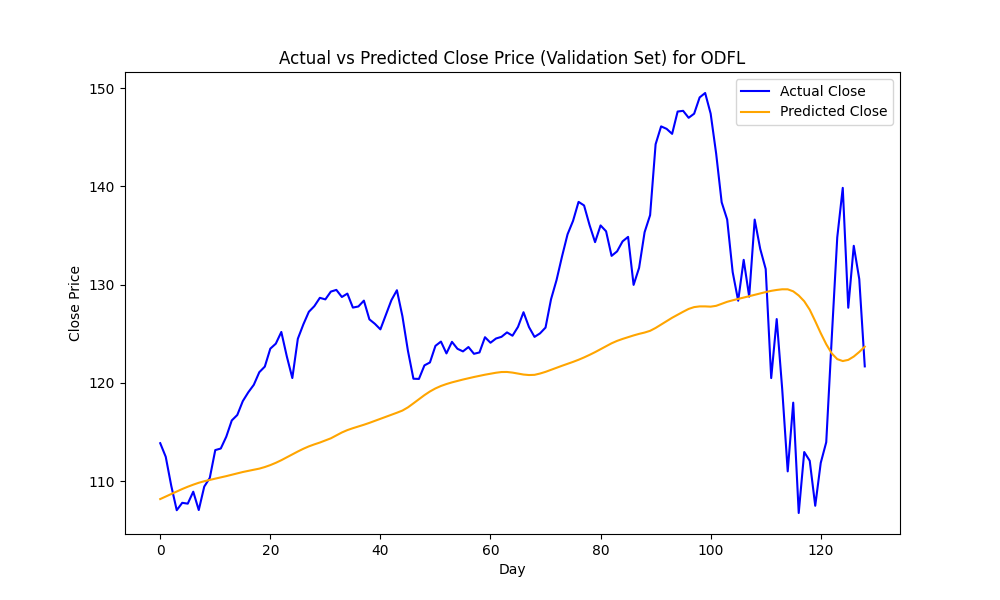 Actual vs Predicted Close Price (Validation Set) for ODFL
Actual Close
Predicted Close
Close Price
150
140
130
120
110
0 20 40 60 80 100 120
Day